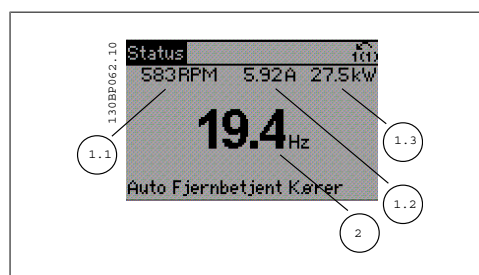 130BP062.10
Status
1(1)
583RPM 5.92A 27.5kW
19.4Hz
Auto Fjernbetjent Kører
1.1
1.3
1.2
2